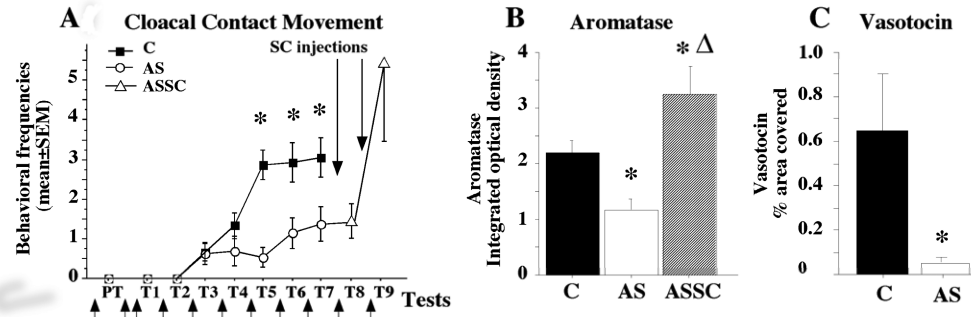 A
Cloacal Contact Movement
C
AS
ASSC
SC injections
Behavioral frequencies
(mean±SEM)
5
4
3
2
1
0
* * *
PT T1 T2 T3 T4 T5 T6 T7 T8 T9
Tests
B
Aromatase
Aromatase
Integrated optical density
4
3
2
1
0
*
* Δ
C AS ASSC
C
Vasotocin
Vasotocin
% area covered
1.0
0.8
0.6
0.4
0.2
0
*
C AS